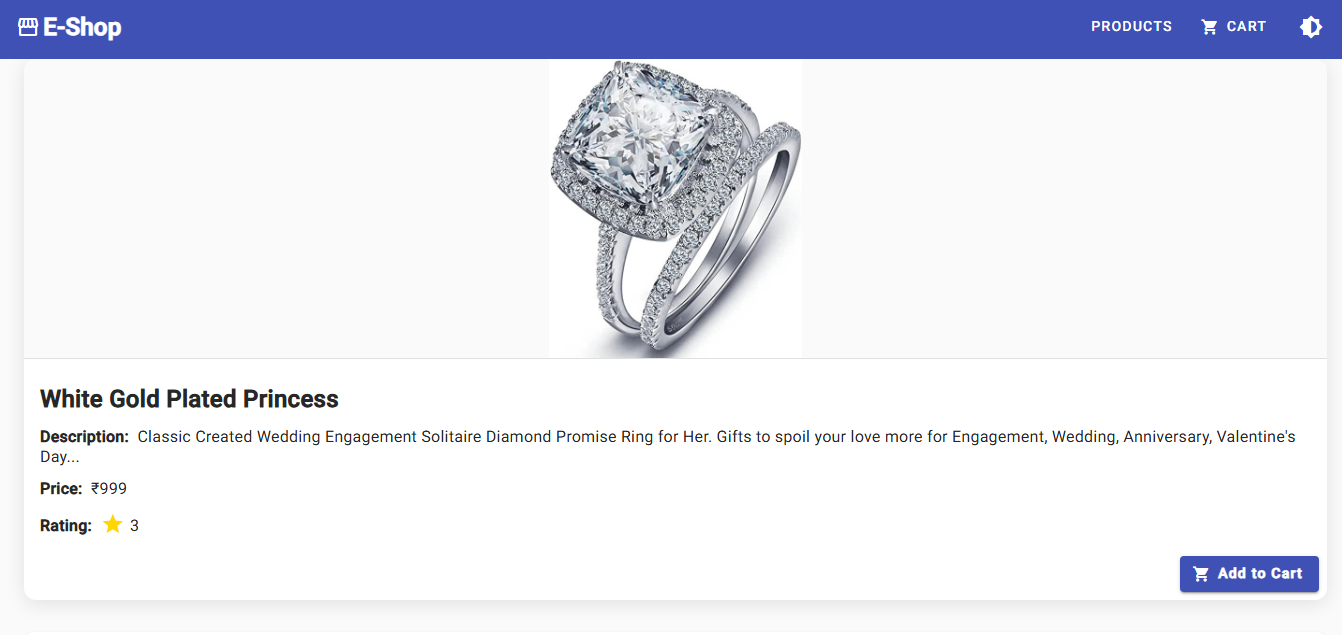 E-Shop
PRODUCTS
CART
White Gold Plated Princess
Description: Classic Created Wedding Engagement Solitaire Diamond Promise Ring for Her. Gifts to spoil your love more for Engagement, Wedding, Anniversary, Valentine's
Day...
Price: ₹999
Rating: 3
Add to Cart